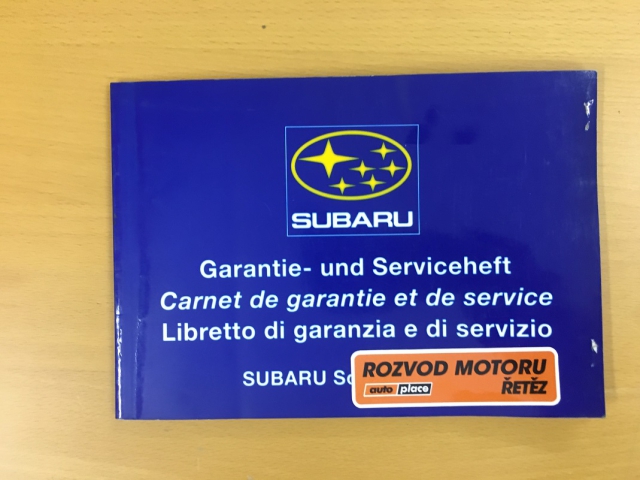 SUBARU
Garantie- und Serviceheft
Carnet de garantie et de service
Libretto di garanzia e di servizio
SUBARU
ROZVOD MOTORU
auto place ŘETĚZ